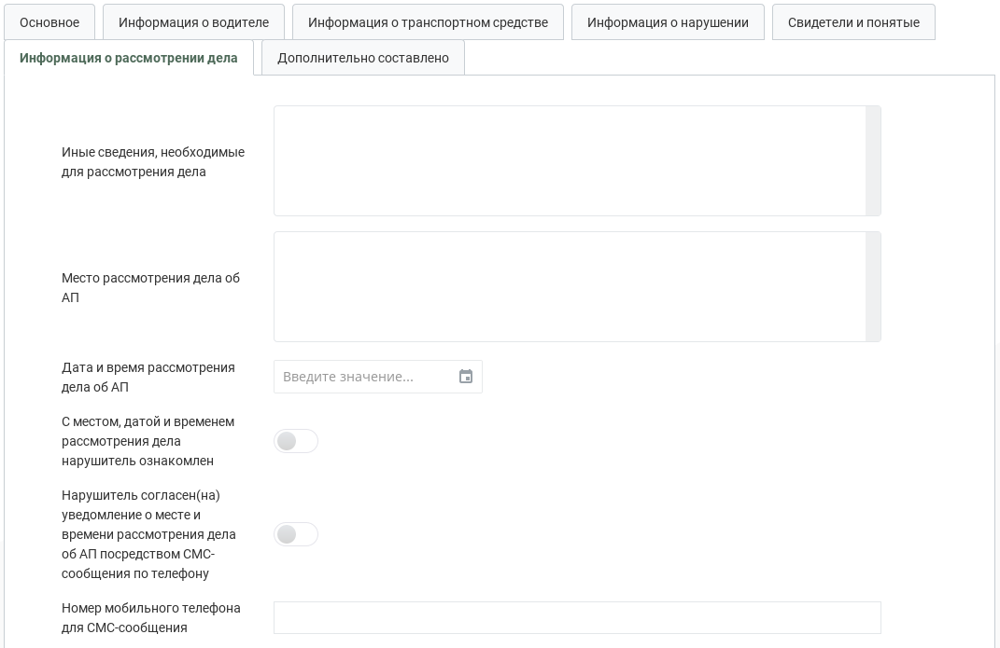 Основное
Информация о водителе
Информация о транспортном средстве
Информация о нарушении
Свидетели и понятые
Информация о рассмотрении дела
Дополнительно составлено
Иные сведения, необходимые
для рассмотрения дела
Место рассмотрения дела об
АП
Дата и время рассмотрения
дела об АП
Введите значение...
С местом, датой и временем
рассмотрения дела
нарушитель ознакомлен
Нарушитель согласен(на)
уведомление о месте и
времени рассмотрения дела
об АП посредством СМС-
сообщения по телефону
Номер мобильного телефона
для СМС-сообщения